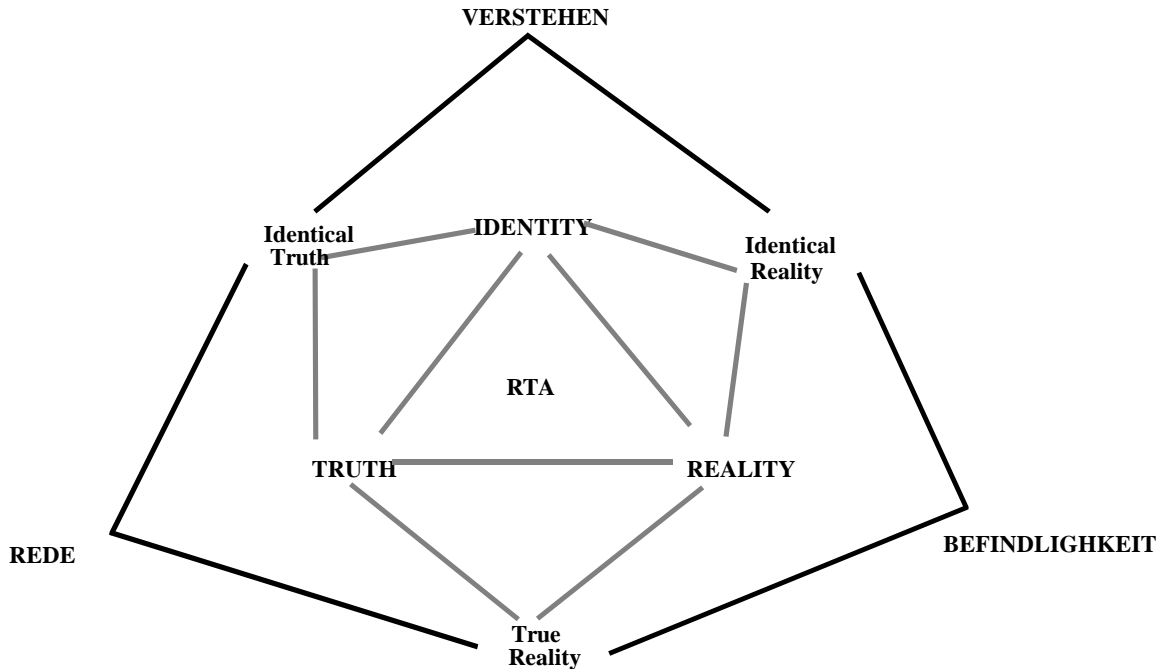 VERSTEHEN
IDENTITY
Identical
Truth
Identical
Reality
RTA
TRUTH
REALITY
REDE
BEFINDLIGHKEIT
True
Reality